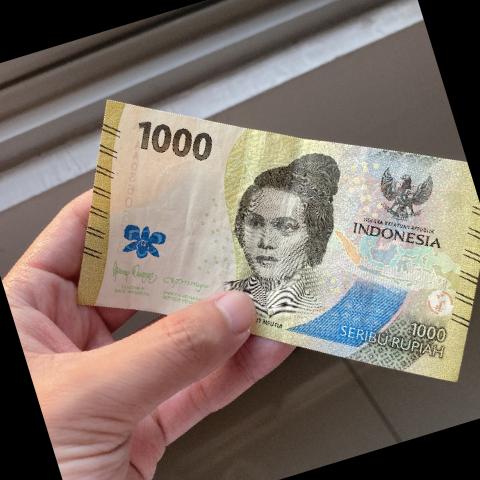 1000
NEGARA KESATUAN REPUBLIK
INDONESIA
1000
SERIBU RUPIAH